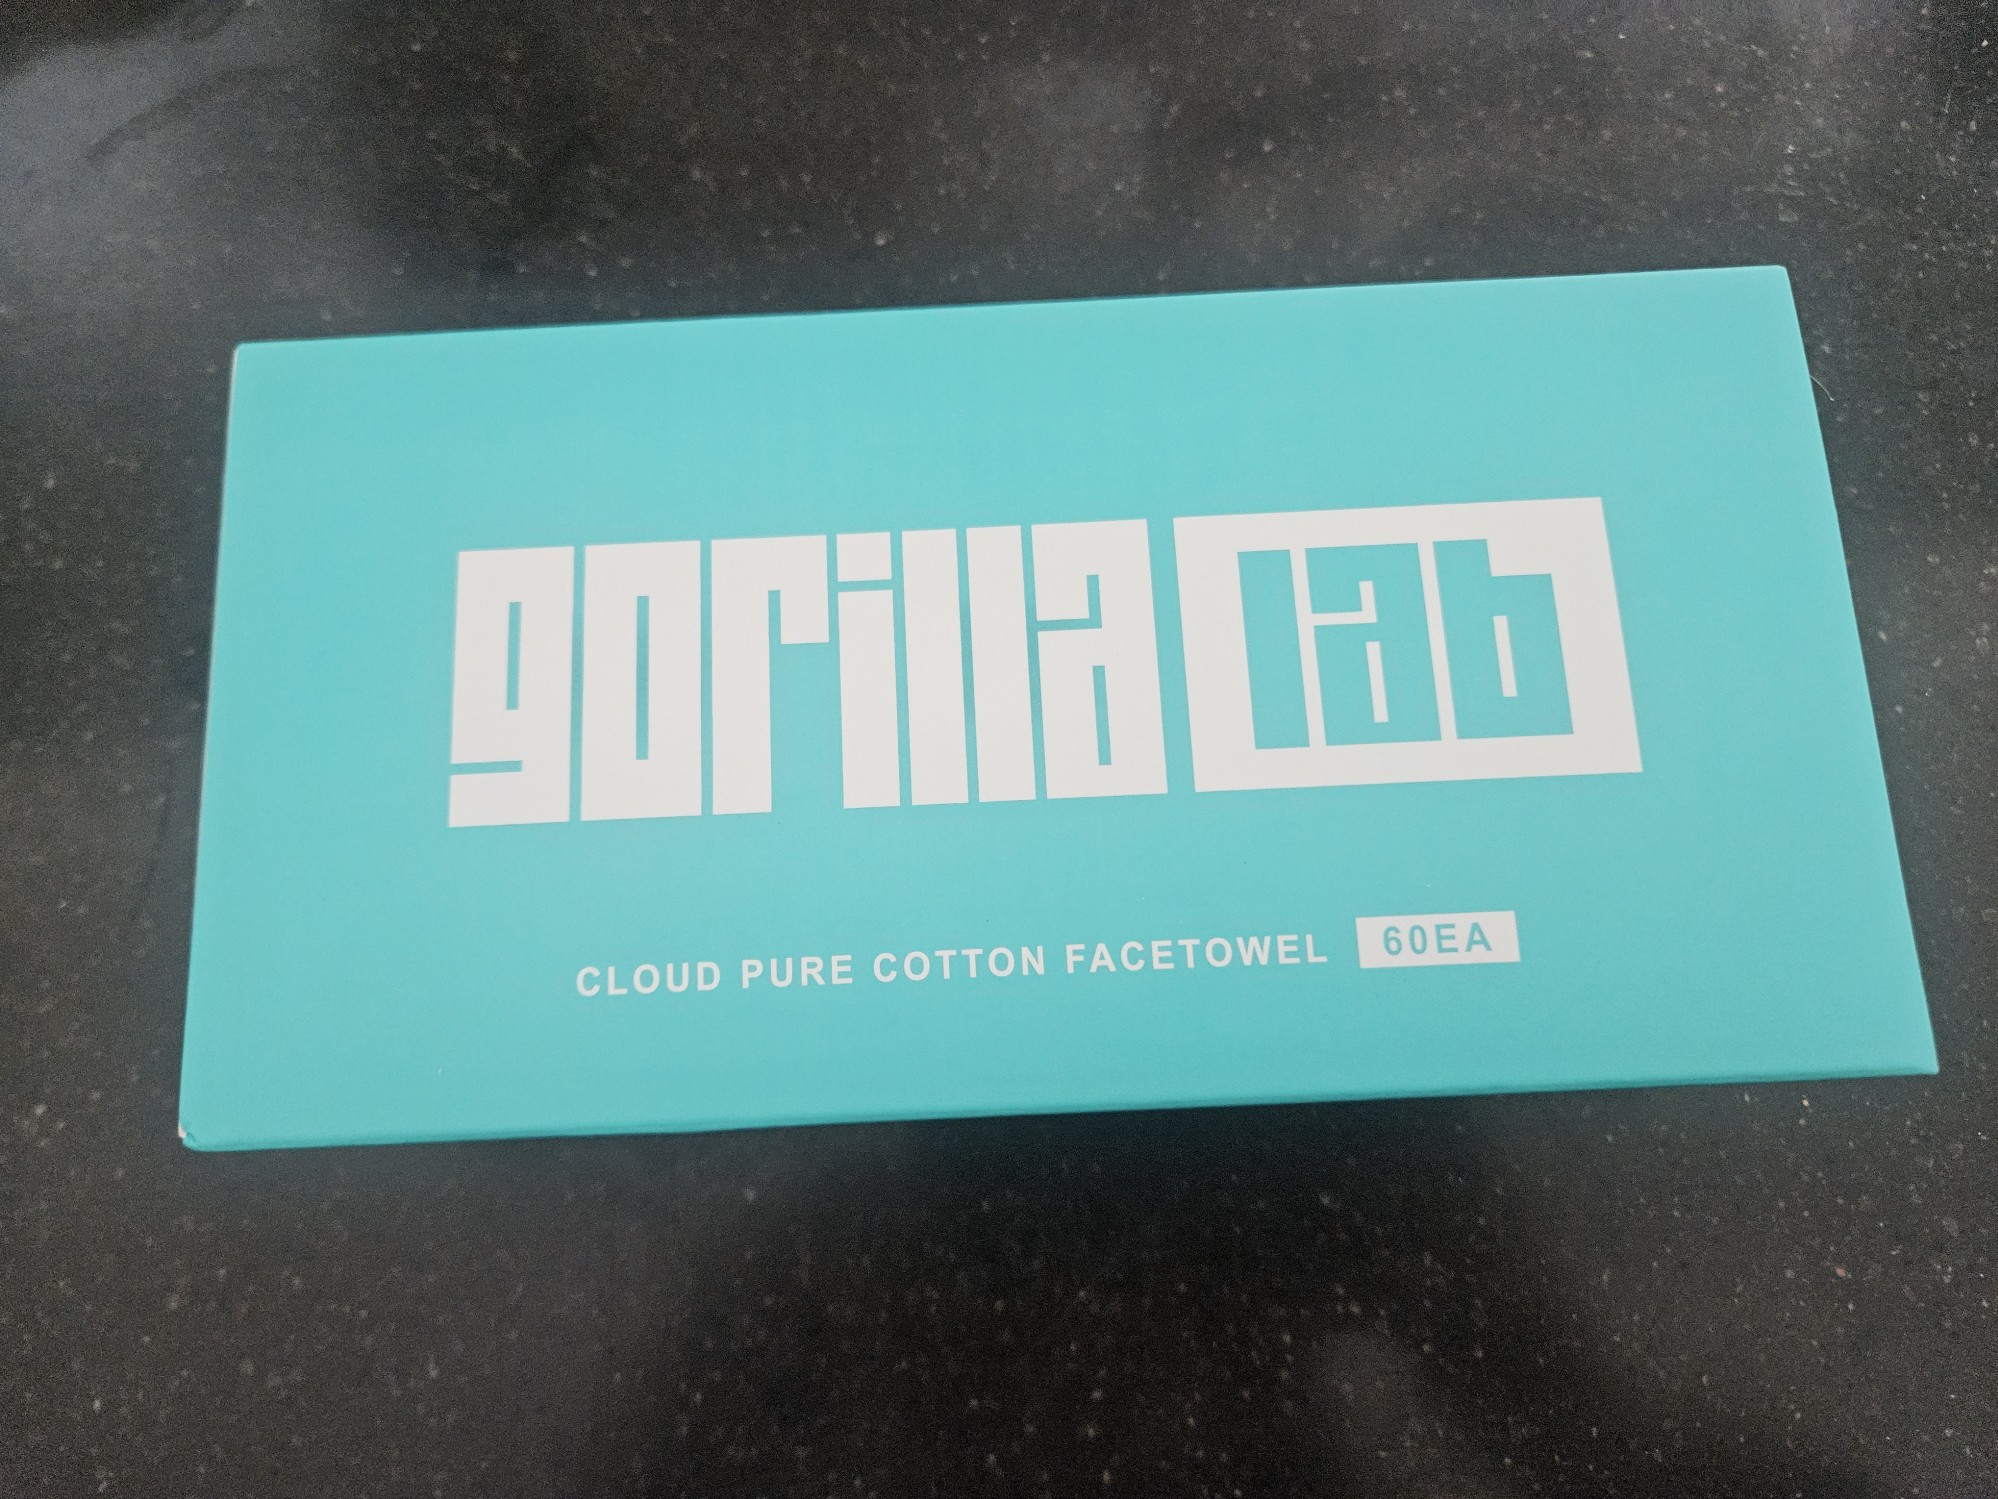 gorilla lab
CLOUD PURE COTTON FACETOWEL 60EA